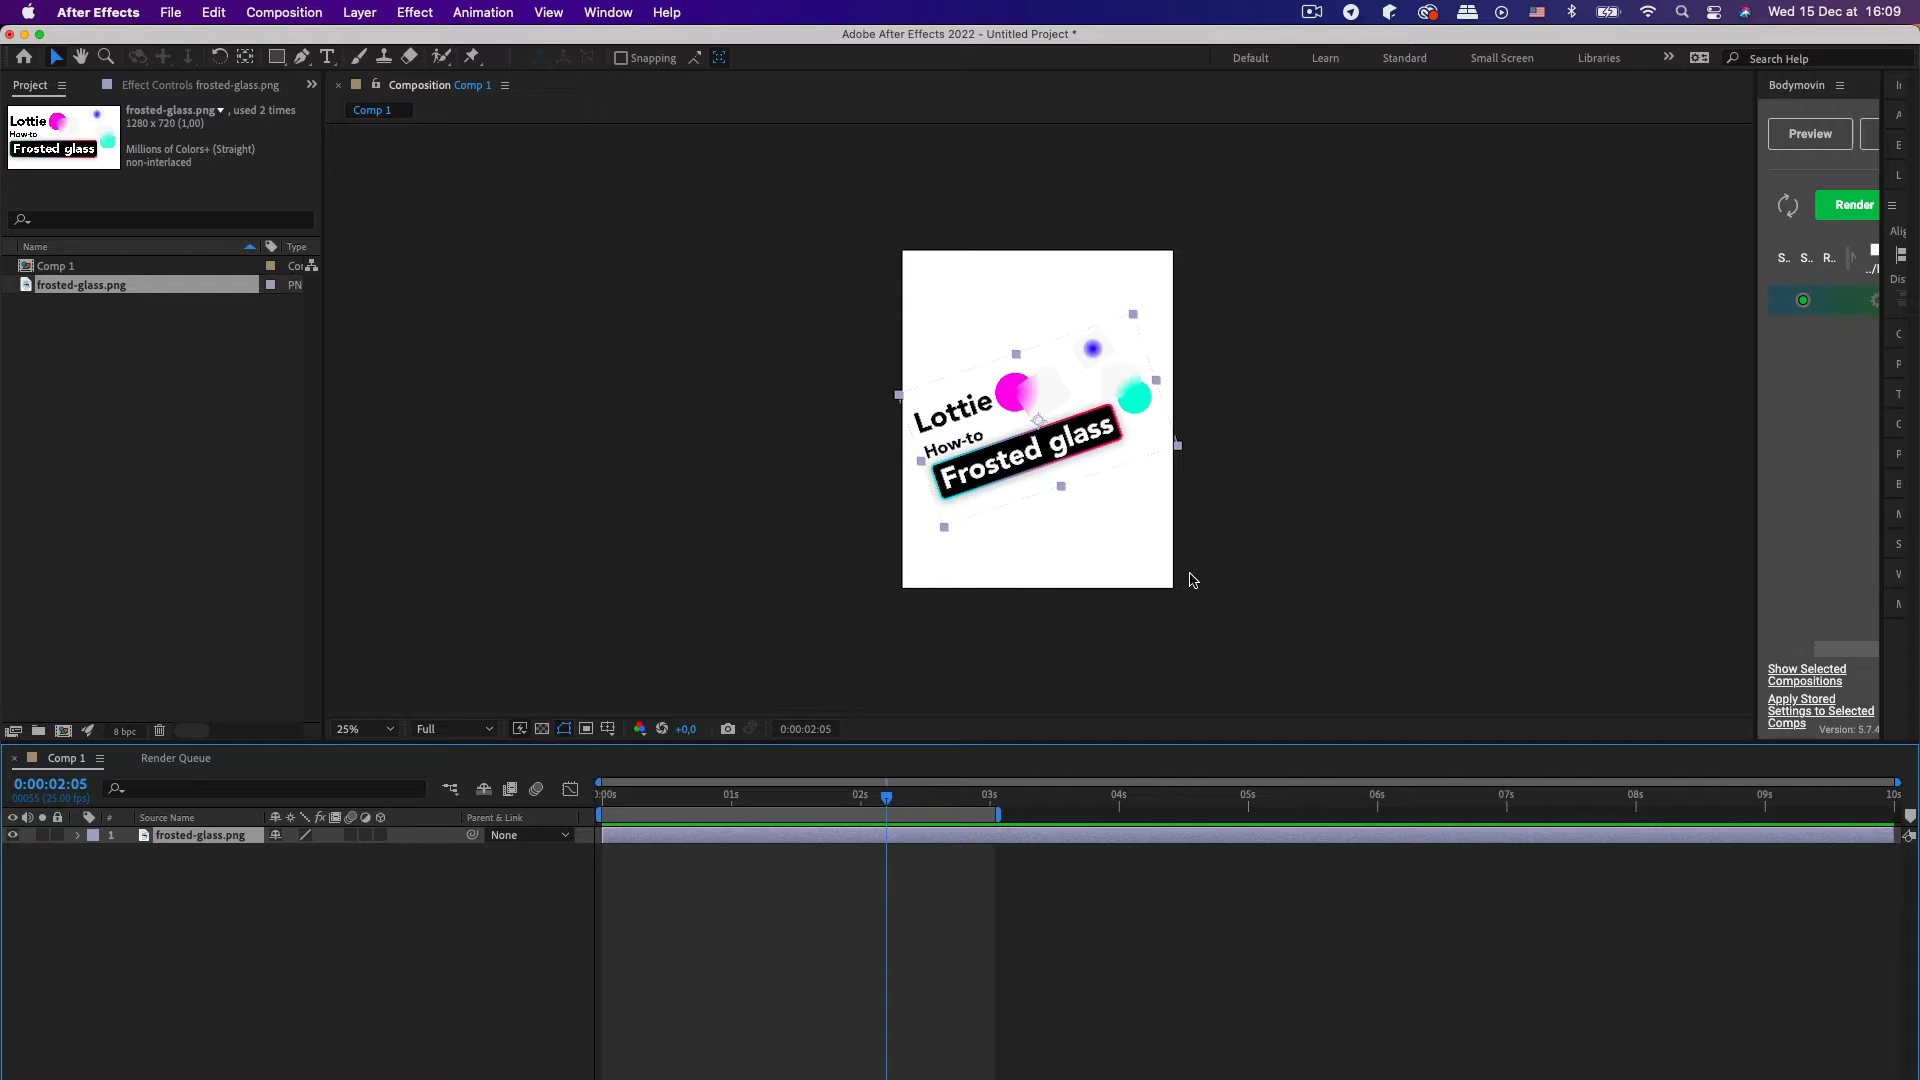 After Effects File Edit Composition Layer Effect Animation View Window Help Wed 15 Dec at 16:09
Adobe After Effects 2022 - Untitled Project *
Snapping Default Learn Standard Small Screen Libraries Search Help
Project Effect Controls frosted-glass.png Composition Comp 1 Bodymovin
frosted-glass.png , used 2 times
1280 x 720 (1,00)
Millions of Colors+ (Straight)
non-interlaced
Lottie
How-to
Frosted glass
Comp 1
Preview
Render
Name Type
Comp 1
frosted-glass.png PN
S.. S.. R..
../
Lottie
How-to
Frosted glass
Show Selected
Compositions
Apply Stored
Settings to Selected
Comps
Version: 5.7.4
8 bpc 25% Full +0,0 0:00:02:05
Comp 1 Render Queue
0:00:02:05
00055 (25.00 fps)
:00s 01s 02s 03s 04s 05s 06s 07s 08s 09s 10s
# Source Name Parent & Link
1 frosted-glass.png None